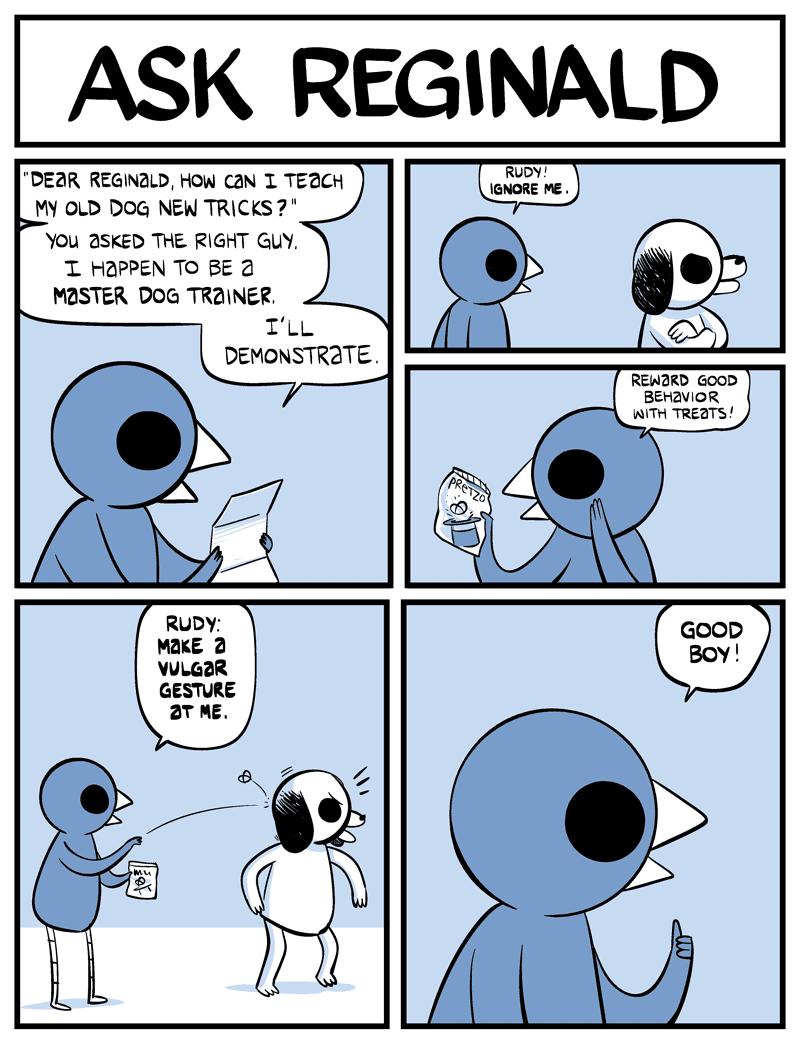 ASK REGINALD
"DEAR REGINALD, HOW CAN I TEACH
MY OLD DOG NEW TRICKS?"
YOU ASKED THE RIGHT GUY.
I HAPPEN TO BE A
MASTER DOG TRAINER.
I'LL
DEMONSTRATE.
RUDY!
IGNORE ME.
REWARD GOOD
BEHAVIOR
WITH TREATS!
PRETZO
RUDY:
MAKE A
VULGAR
GESTURE
AT ME.
GOOD
BOY!